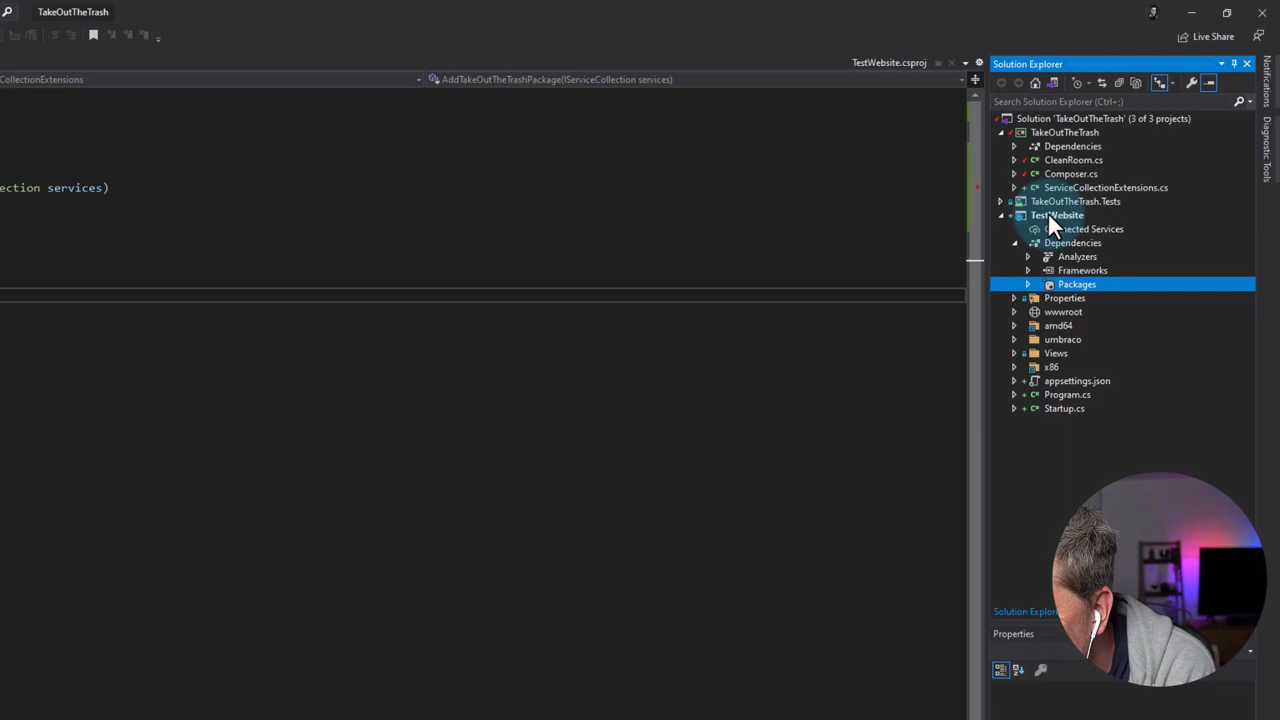 TakeOutTheTrash
Live Share
TestWebsite.csproj
Solution Explorer
CollectionExtensions
AddTakeOutTheTrashPackage(IServiceCollection services)
Search Solution Explorer (Ctrl+;)
Solution 'TakeOutTheTrash' (3 of 3 projects)
TakeOutTheTrash
Dependencies
CleanRoom.cs
Composer.cs
ection services)
ServiceCollectionExtensions.cs
TakeOutTheTrash.Tests
TestWebsite
nected Services
Dependencies
Analyzers
Frameworks
Packages
Properties
wwwroot
amd64
umbraco
Views
x86
appsettings.json
Program.cs
Startup.cs
Solution Explor
Properties
Notifications
Diagnostic Tools